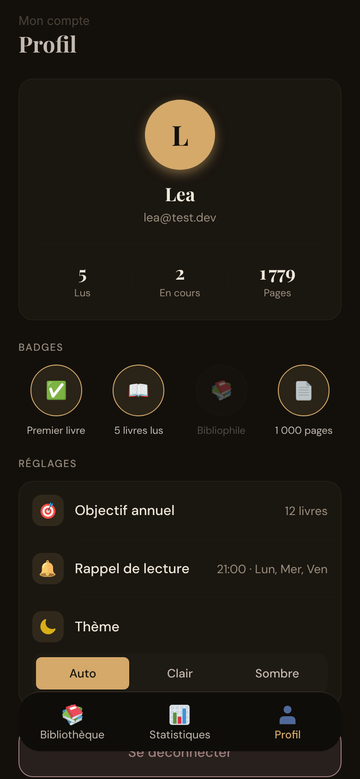 Mon compte
Profil
L
Lea
lea@test.dev
5 2 1 779
Lus En cours Pages
BADGES
Premier livre 5 livres lus Bibliophile 1 000 pages
RÉGLAGES
Objectif annuel 12 livres
Rappel de lecture 21:00 · Lun, Mer, Ven
Thème
Auto Clair Sombre
Bibliothèque Statistiques Profil
Se déconnecter